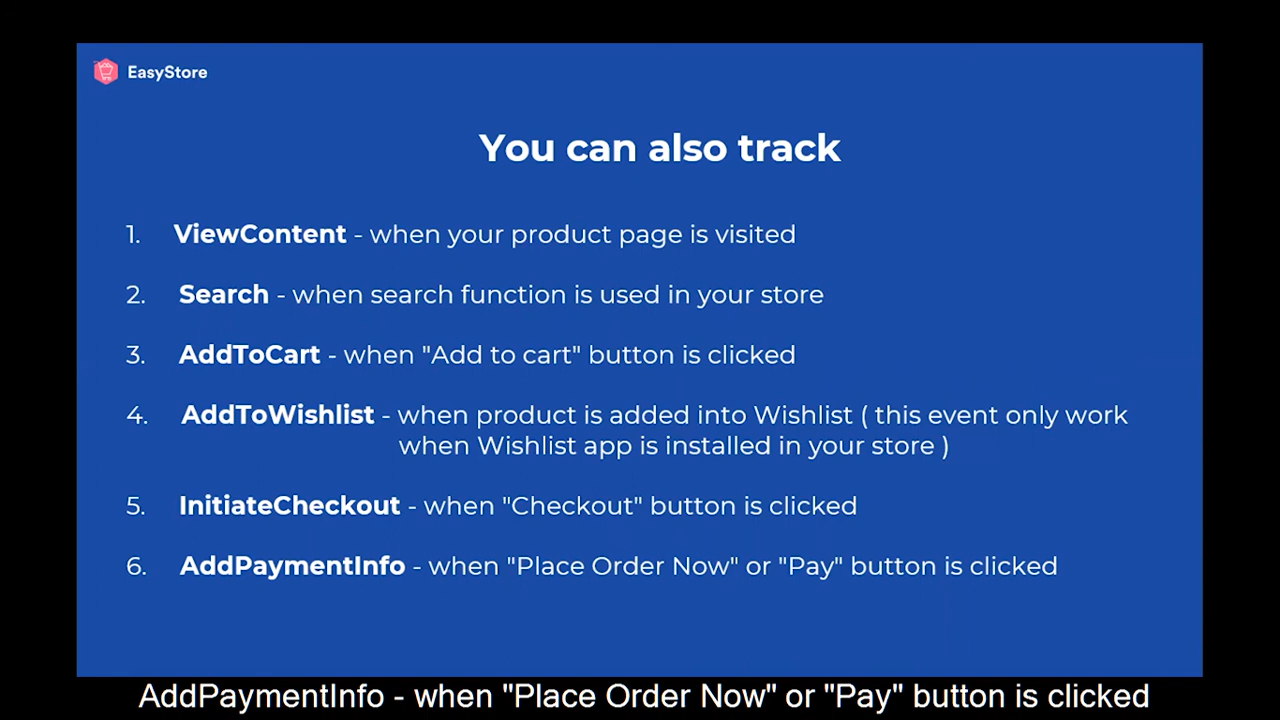 EasyStore
You can also track
1. ViewContent - when your product page is visited
2. Search - when search function is used in your store
3. AddToCart - when "Add to cart" button is clicked
4. AddToWishlist - when product is added into Wishlist ( this event only work
when Wishlist app is installed in your store )
5. InitiateCheckout - when "Checkout" button is clicked
6. AddPaymentInfo - when "Place Order Now" or "Pay" button is clicked
AddPaymentInfo - when "Place Order Now" or "Pay" button is clicked